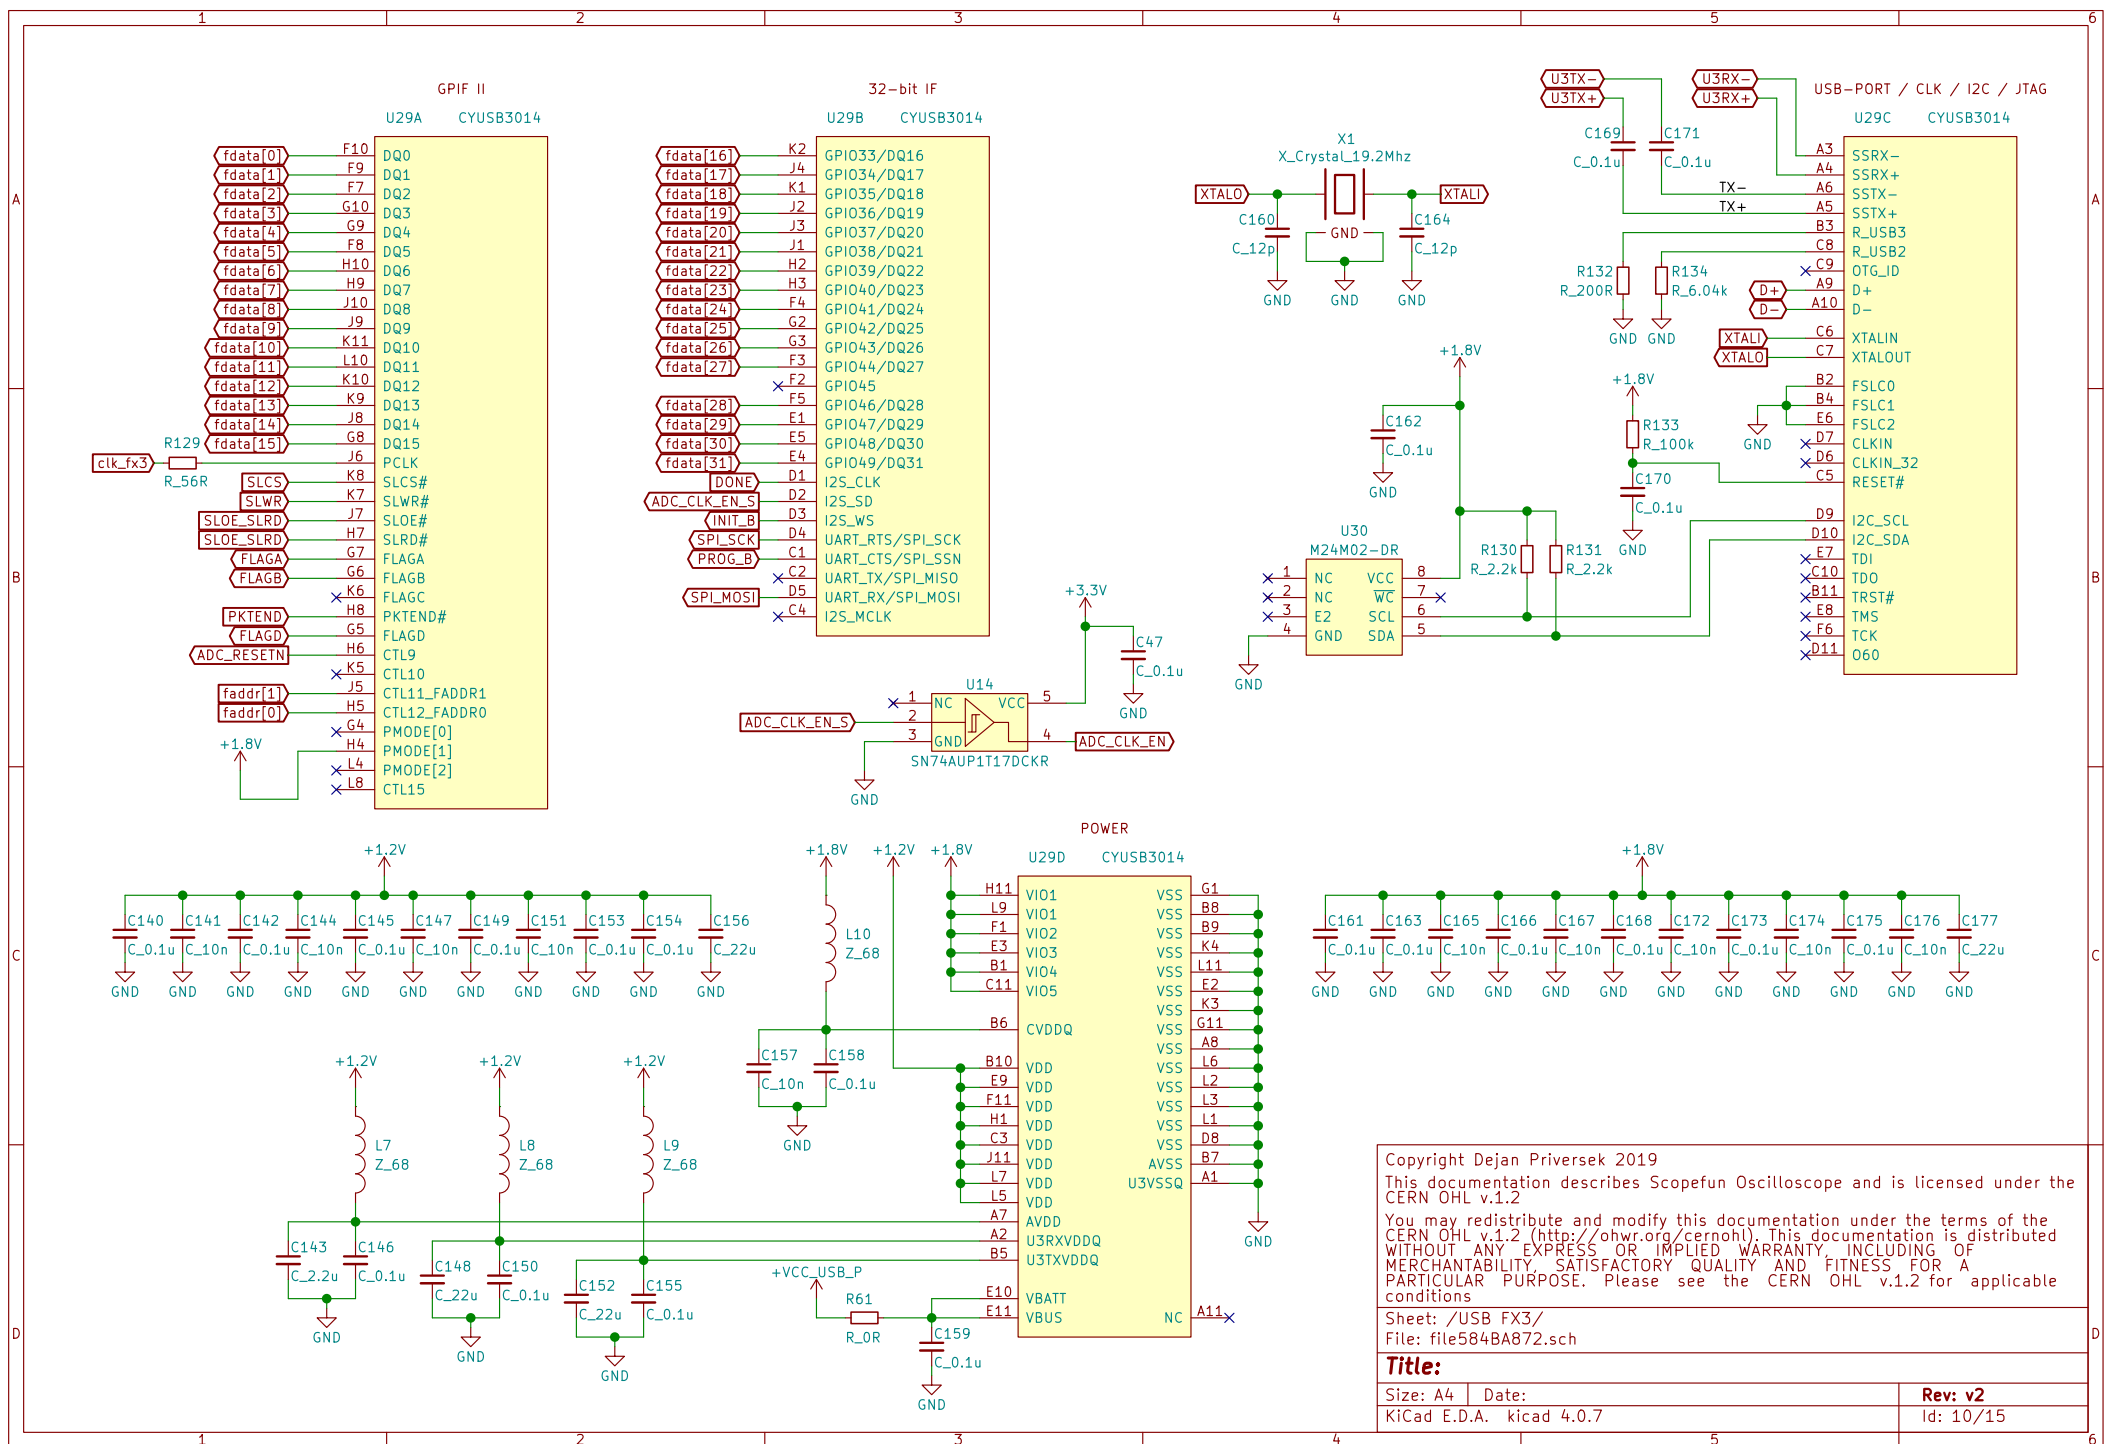 1 2 3 4 5 6
A
B
C
D
GPIF II
U29A CYUSB3014
fdata[0] F10 DQ0
fdata[1] F9 DQ1
fdata[2] F7 DQ2
fdata[3] G10 DQ3
fdata[4] G9 DQ4
fdata[5] F8 DQ5
fdata[6] H10 DQ6
fdata[7] H9 DQ7
fdata[8] J10 DQ8
fdata[9] J9 DQ9
fdata[10] K11 DQ10
fdata[11] L10 DQ11
fdata[12] K10 DQ12
fdata[13] K9 DQ13
fdata[14] J8 DQ14
fdata[15] G8 DQ15
R129
clk_fx3 J6 PCLK
R_56R
SLCS K8 SLCS#
SLWR K7 SLWR#
SLOE_SLRD J7 SLOE#
SLOE_SLRD H7 SLRD#
FLAGA G7 FLAGA
FLAGB G6 FLAGB
K6 FLAGC
PKTEND H8 PKTEND#
FLAGD G5 FLAGD
ADC_RESETN H6 CTL9
K5 CTL10
faddr[1] J5 CTL11_FADDR1
faddr[0] H5 CTL12_FADDR0
G4 PMODE[0]
+1.8V
H4 PMODE[1]
L4 PMODE[2]
L8 CTL15
32-bit IF
U29B CYUSB3014
fdata[16] K2 GPIO33/DQ16
fdata[17] J4 GPIO34/DQ17
fdata[18] K1 GPIO35/DQ18
fdata[19] J2 GPIO36/DQ19
fdata[20] J3 GPIO37/DQ20
fdata[21] J1 GPIO38/DQ21
fdata[22] H2 GPIO39/DQ22
fdata[23] H3 GPIO40/DQ23
fdata[24] F4 GPIO41/DQ24
fdata[25] G2 GPIO42/DQ25
fdata[26] G3 GPIO43/DQ26
fdata[27] F3 GPIO44/DQ27
F2 GPIO45
fdata[28] F5 GPIO46/DQ28
fdata[29] E1 GPIO47/DQ29
fdata[30] E5 GPIO48/DQ30
fdata[31] E4 GPIO49/DQ31
DONE D1 I2S_CLK
ADC_CLK_EN_S D2 I2S_SD
INIT_B D3 I2S_WS
SPI_SCK D4 UART_RTS/SPI_SCK
PROG_B C1 UART_CTS/SPI_SSN
C2 UART_TX/SPI_MISO
SPI_MOSI D5 UART_RX/SPI_MOSI
C4 I2S_MCLK
+3.3V
C47
C_0.1u
GND
U14
1 NC VCC 5
ADC_CLK_EN_S 2
3 GND 4 ADC_CLK_EN
SN74AUP1T17DCKR
GND
X1
X_Crystal_19.2Mhz
XTALO XTALI
C160 C164
GND
C_12p C_12p
GND GND GND
+1.8V
C162
C_0.1u
GND
U30
M24M02-DR
1 NC VCC 8
2 NC WC 7
3 E2 SCL 6
4 GND SDA 5
GND
R130 R131
R_2.2k R_2.2k
U3TX- U3RX-
U3TX+ U3RX+
USB-PORT / CLK / I2C / JTAG
U29C CYUSB3014
C169 C171
C_0.1u C_0.1u
A3 SSRX-
A4 SSRX+
TX- A6 SSTX-
TX+ A5 SSTX+
B3 R_USB3
C8 R_USB2
C9 OTG_ID
R132 R134
R_200R R_6.04k
GND GND
D+ A9 D+
D- A10 D-
XTALI C6 XTALIN
XTALO C7 XTALOUT
B2 FSLC0
B4 FSLC1
E6 FSLC2
GND
D7 CLKIN
D6 CLKIN_32
C5 RESET#
+1.8V
R133
R_100k
C170
C_0.1u
GND
D9 I2C_SCL
D10 I2C_SDA
E7 TDI
C10 TDO
B11 TRST#
E8 TMS
F6 TCK
D11 O60
+1.2V
C140 C141 C142 C144 C145 C147 C149 C151 C153 C154 C156
C_0.1u C_10n C_0.1u C_10n C_0.1u C_10n C_0.1u C_10n C_0.1u C_0.1u C_22u
GND GND GND GND GND GND GND GND GND GND GND
POWER
+1.8V +1.2V +1.8V
U29D CYUSB3014
L10
Z_68
C157 C158
C_10n C_0.1u
GND
H11 VIO1 VSS G1
L9 VIO1 VSS B8
F1 VIO2 VSS B9
E3 VIO3 VSS K4
B1 VIO4 VSS L11
C11 VIO5 VSS E2
VSS K3
B6 CVDDQ VSS G11
VSS A8
B10 VDD VSS L6
E9 VDD VSS L2
F11 VDD VSS L3
H1 VDD VSS L1
C3 VDD VSS D8
J11 VDD AVSS B7
L7 VDD U3VSSQ A1
L5 VDD
A7 AVDD
A2 U3RXVDDQ
B5 U3TXVDDQ
E10 VBATT
E11 VBUS NC A11
GND
+1.2V +1.2V +1.2V
L7 L8 L9
Z_68 Z_68 Z_68
C143 C146
C_2.2u C_0.1u
GND
C148 C150
C_22u C_0.1u
GND
C152 C155
C_22u C_0.1u
GND
+VCC_USB_P
R61
R_0R
C159
C_0.1u
GND
+1.8V
C161 C163 C165 C166 C167 C168 C172 C173 C174 C175 C176 C177
C_0.1u C_0.1u C_10n C_10n C_0.1u C_0.1u C_10n C_0.1u C_10n C_0.1u C_10n C_22u
GND GND GND GND GND GND GND GND GND GND GND GND
Copyright Dejan Priversek 2019
This documentation describes Scopefun Oscilloscope and is licensed under the
CERN OHL v.1.2
You may redistribute and modify this documentation under the terms of the
CERN OHL v.1.2 (http://ohwr.org/cernohl). This documentation is distributed
WITHOUT ANY EXPRESS OR IMPLIED WARRANTY, INCLUDING OF
MERCHANTABILITY, SATISFACTORY QUALITY AND FITNESS FOR A
PARTICULAR PURPOSE. Please see the CERN OHL v.1.2 for applicable
conditions
Sheet: /USB FX3/
File: file584BA872.sch
Title:
Size: A4 Date: Rev: v2
KiCad E.D.A. kicad 4.0.7 Id: 10/15
A
B
C
D
1 2 3 4 5 6